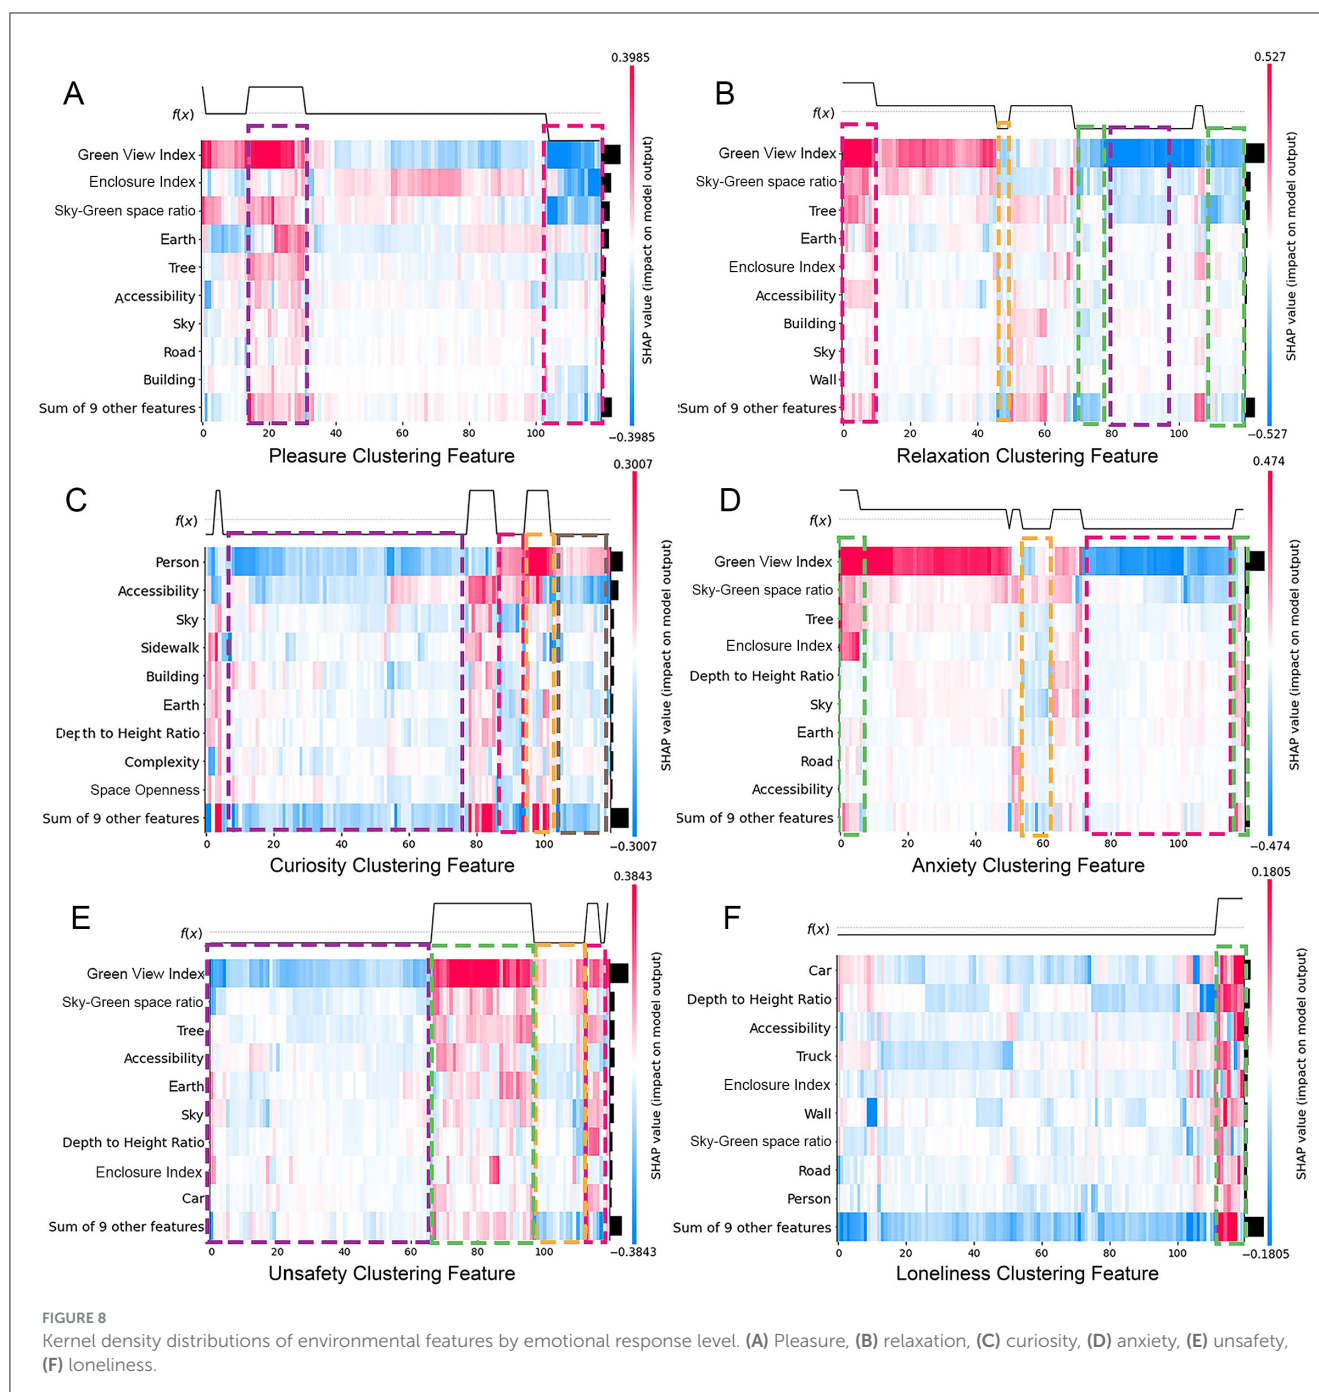 A
0.3985
f(x)
Green View Index
Enclosure Index
Sky-Green space ratio
Earth
Tree
Accessibility
Sky
Road
Building
Sum of 9 other features
0 20 40 60 80 100
−0.3985
SHAP value (impact on model output)
Pleasure Clustering Feature
B
0.527
f(x)
Green View Index
Sky-Green space ratio
Tree
Earth
Enclosure Index
Accessibility
Building
Sky
Wall
Sum of 9 other features
0 20 40 60 80 100
−0.527
SHAP value (impact on model output)
Relaxation Clustering Feature
C
0.3007
f(x)
Person
Accessibility
Sky
Sidewalk
Building
Earth
Depth to Height Ratio
Complexity
Space Openness
Sum of 9 other features
0 20 40 60 80 100
−0.3007
SHAP value (impact on model output)
Curiosity Clustering Feature
D
0.474
f(x)
Green View Index
Sky-Green space ratio
Tree
Enclosure Index
Depth to Height Ratio
Sky
Earth
Road
Accessibility
Sum of 9 other features
0 20 40 60 80 100
−0.474
SHAP value (impact on model output)
Anxiety Clustering Feature
E
0.3843
f(x)
Green View Index
Sky-Green space ratio
Tree
Accessibility
Earth
Sky
Depth to Height Ratio
Enclosure Index
Car
Sum of 9 other features
0 20 40 60 80 100
−0.3843
SHAP value (impact on model output)
Unsafety Clustering Feature
F
0.1805
f(x)
Car
Depth to Height Ratio
Accessibility
Truck
Enclosure Index
Wall
Sky-Green space ratio
Road
Person
Sum of 9 other features
0 20 40 60 80 100
−0.1805
SHAP value (impact on model output)
Loneliness Clustering Feature
FIGURE 8
Kernel density distributions of environmental features by emotional response level. (A) Pleasure, (B) relaxation, (C) curiosity, (D) anxiety, (E) unsafety,
(F) loneliness.